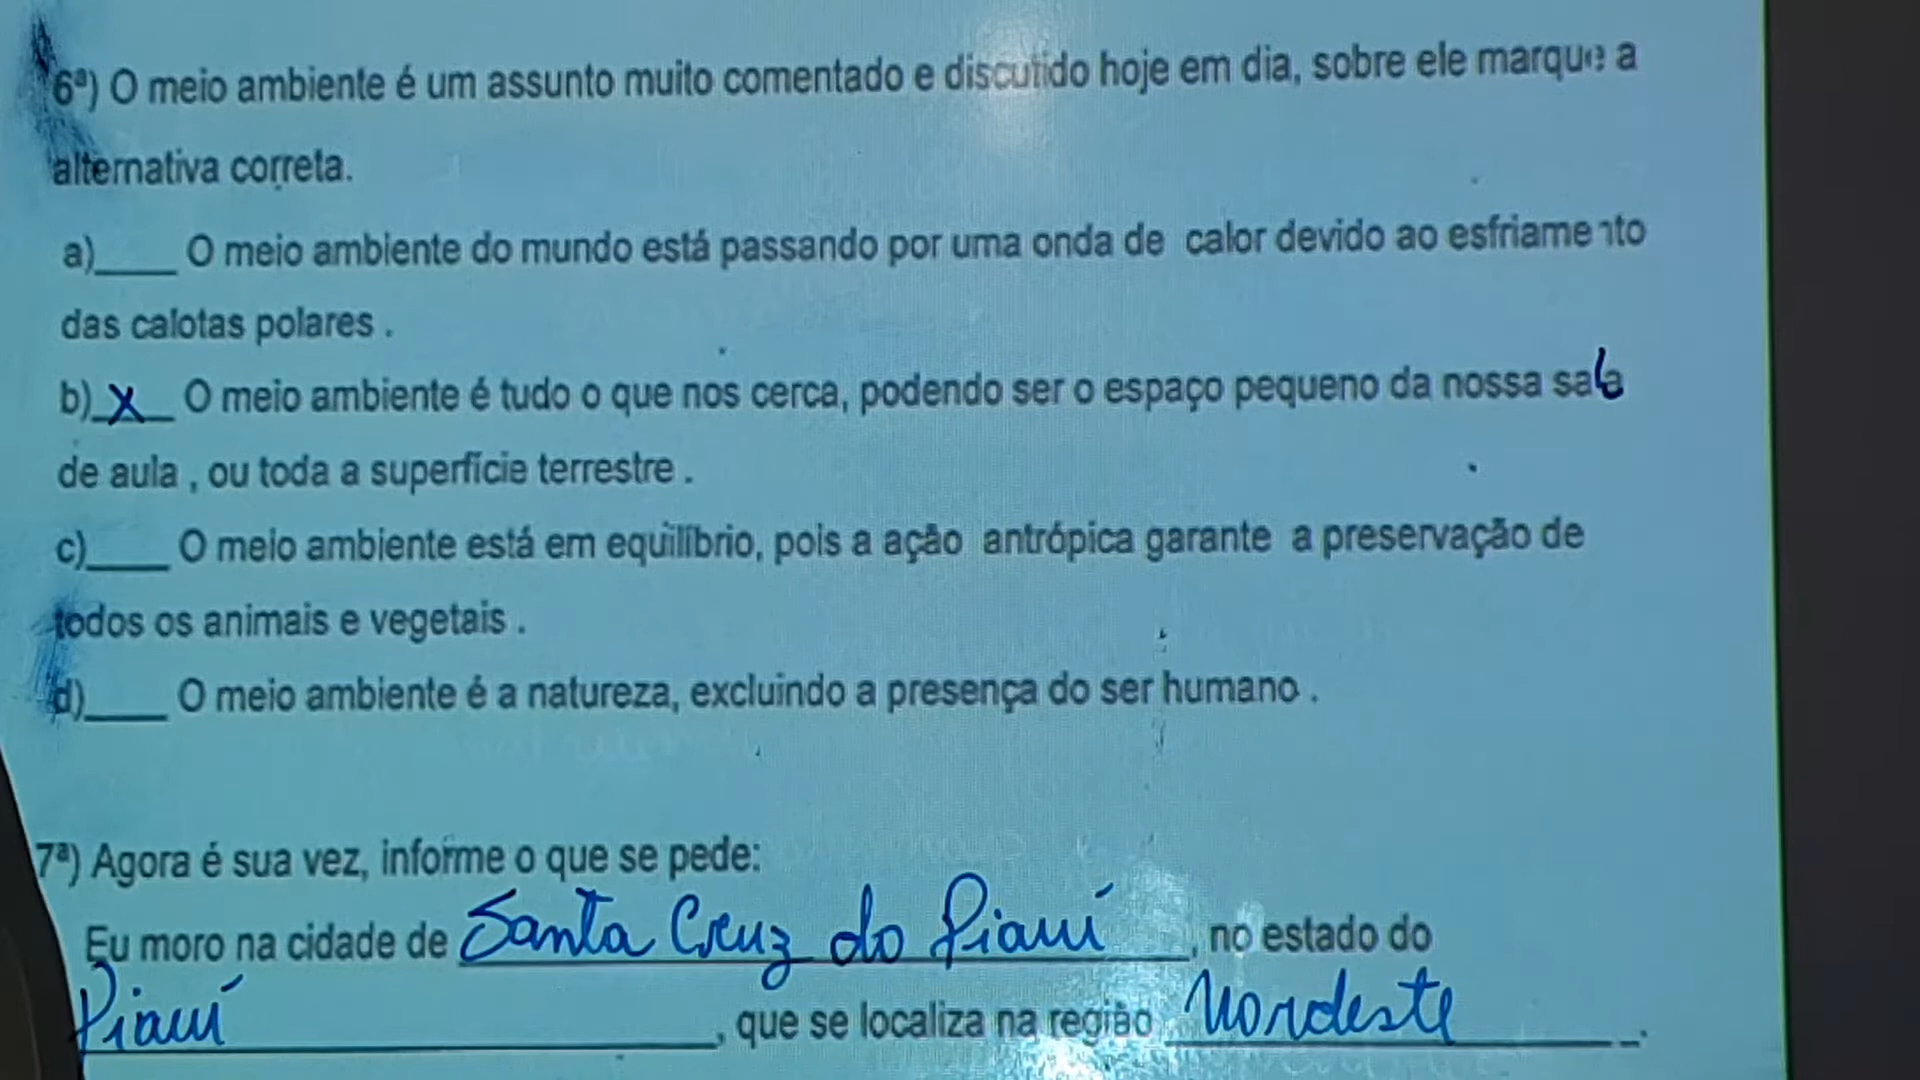 6ª) O meio ambiente é um assunto muito comentado e discutido hoje em dia, sobre ele marque a
alternativa correta.
a)____ O meio ambiente do mundo está passando por uma onda de calor devido ao esfriamento
das calotas polares .
b)_X_ O meio ambiente é tudo o que nos cerca, podendo ser o espaço pequeno da nossa sala
de aula , ou toda a superfície terrestre .
c)____ O meio ambiente está em equilíbrio, pois a ação antrópica garante a preservação de
todos os animais e vegetais .
d)____ O meio ambiente é a natureza, excluindo a presença do ser humano .
7ª) Agora é sua vez, informe o que se pede:
Eu moro na cidade de Santa Cruz do Piauí, no estado do
Piauí, que se localiza na região Nordeste.